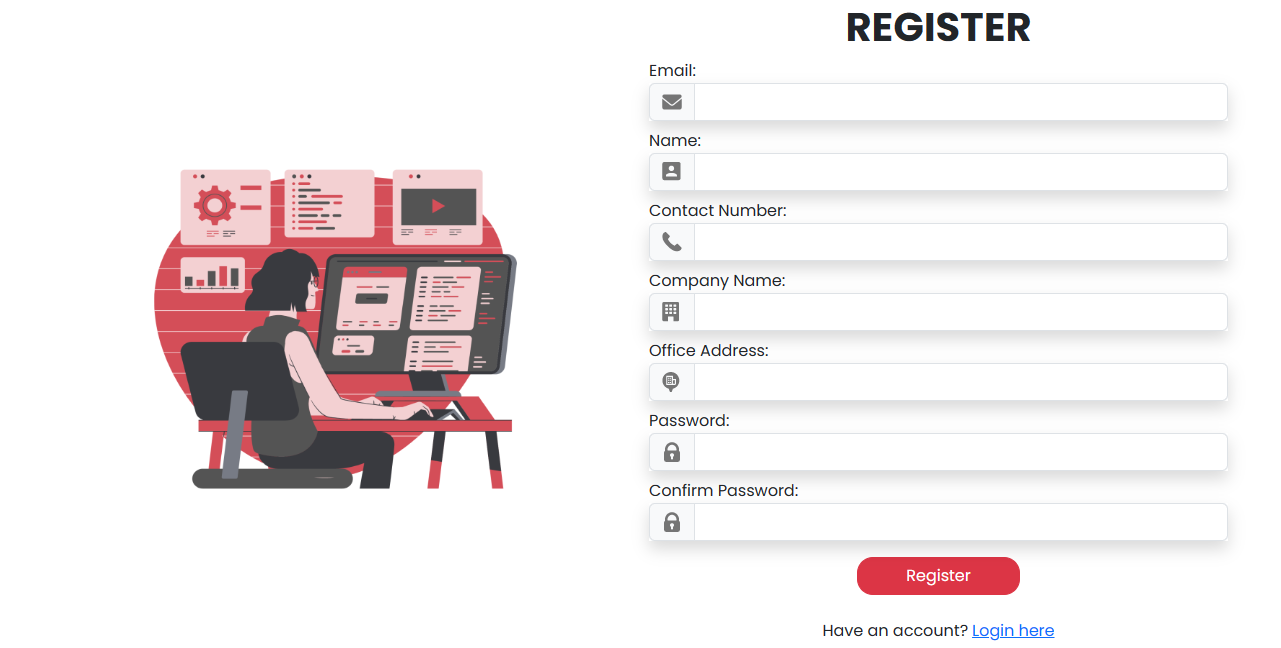 REGISTER
Email:
Name:
Contact Number:
Company Name:
Office Address:
Password:
Confirm Password:
Register
Have an account? Login here